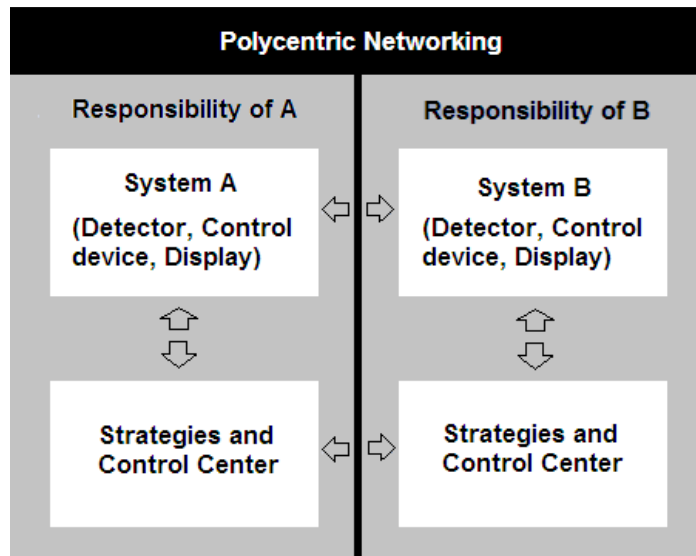 Polycentric Networking
Responsibility of A
Responsibility of B
System A
(Detector, Control
device, Display)
System B
(Detector, Control
device, Display)
Strategies and
Control Center
Strategies and
Control Center